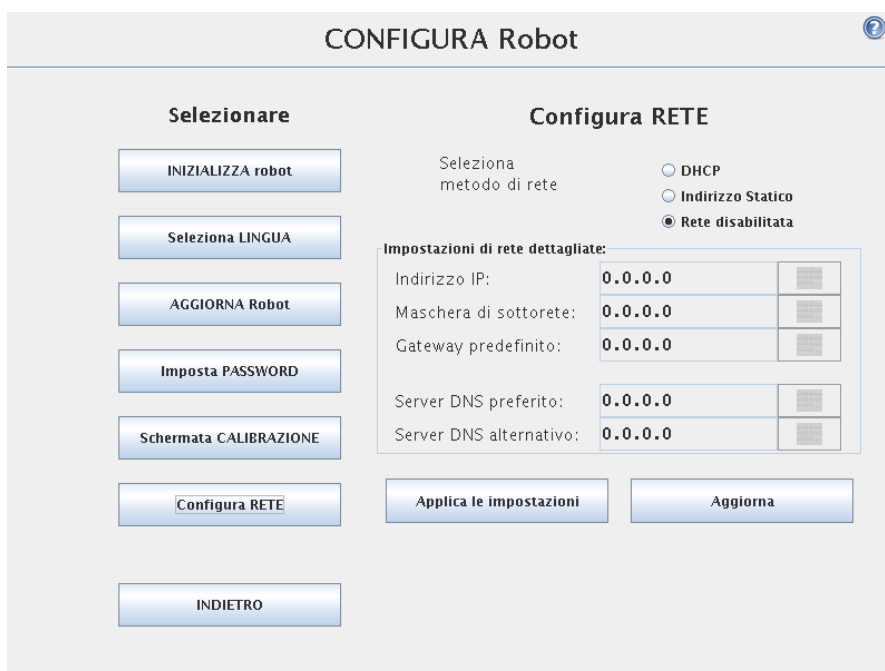 CONFIGURA Robot
?
Selezionare
INIZIALIZZA robot
Seleziona LINGUA
AGGIORNA Robot
Imposta PASSWORD
Schermata CALIBRAZIONE
Configura RETE
INDIETRO
Configura RETE
Seleziona
metodo di rete
DHCP
Indirizzo Statico
Rete disabilitata
Impostazioni di rete dettagliate:
Indirizzo IP: 0.0.0.0
Maschera di sottorete: 0.0.0.0
Gateway predefinito: 0.0.0.0
Server DNS preferito: 0.0.0.0
Server DNS alternativo: 0.0.0.0
Applica le impostazioni
Aggiorna